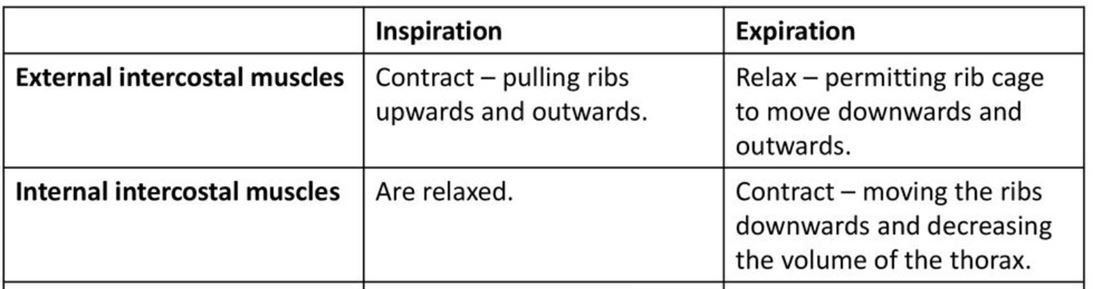 Inspiration
Expiration
External intercostal muscles
Contract – pulling ribs
upwards and outwards.
Relax – permitting rib cage
to move downwards and
outwards.
Internal intercostal muscles
Are relaxed.
Contract – moving the ribs
downwards and decreasing
the volume of the thorax.